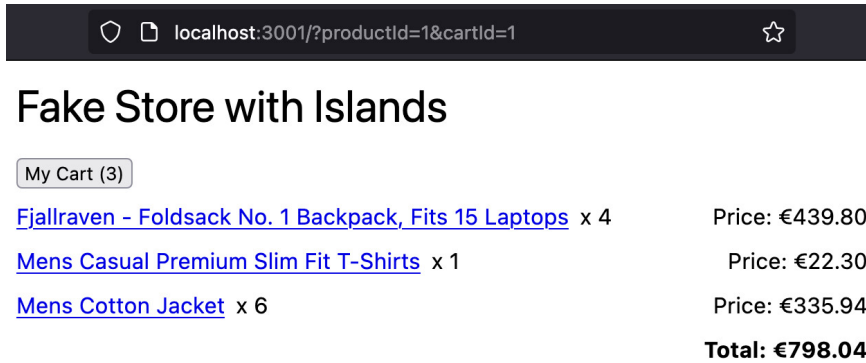 localhost:3001/?productId=1&cartId=1
Fake Store with Islands
My Cart (3)
Fjallraven - Foldsack No. 1 Backpack, Fits 15 Laptops x 4 Price: €439.80
Mens Casual Premium Slim Fit T-Shirts x 1 Price: €22.30
Mens Cotton Jacket x 6 Price: €335.94
Total: €798.04